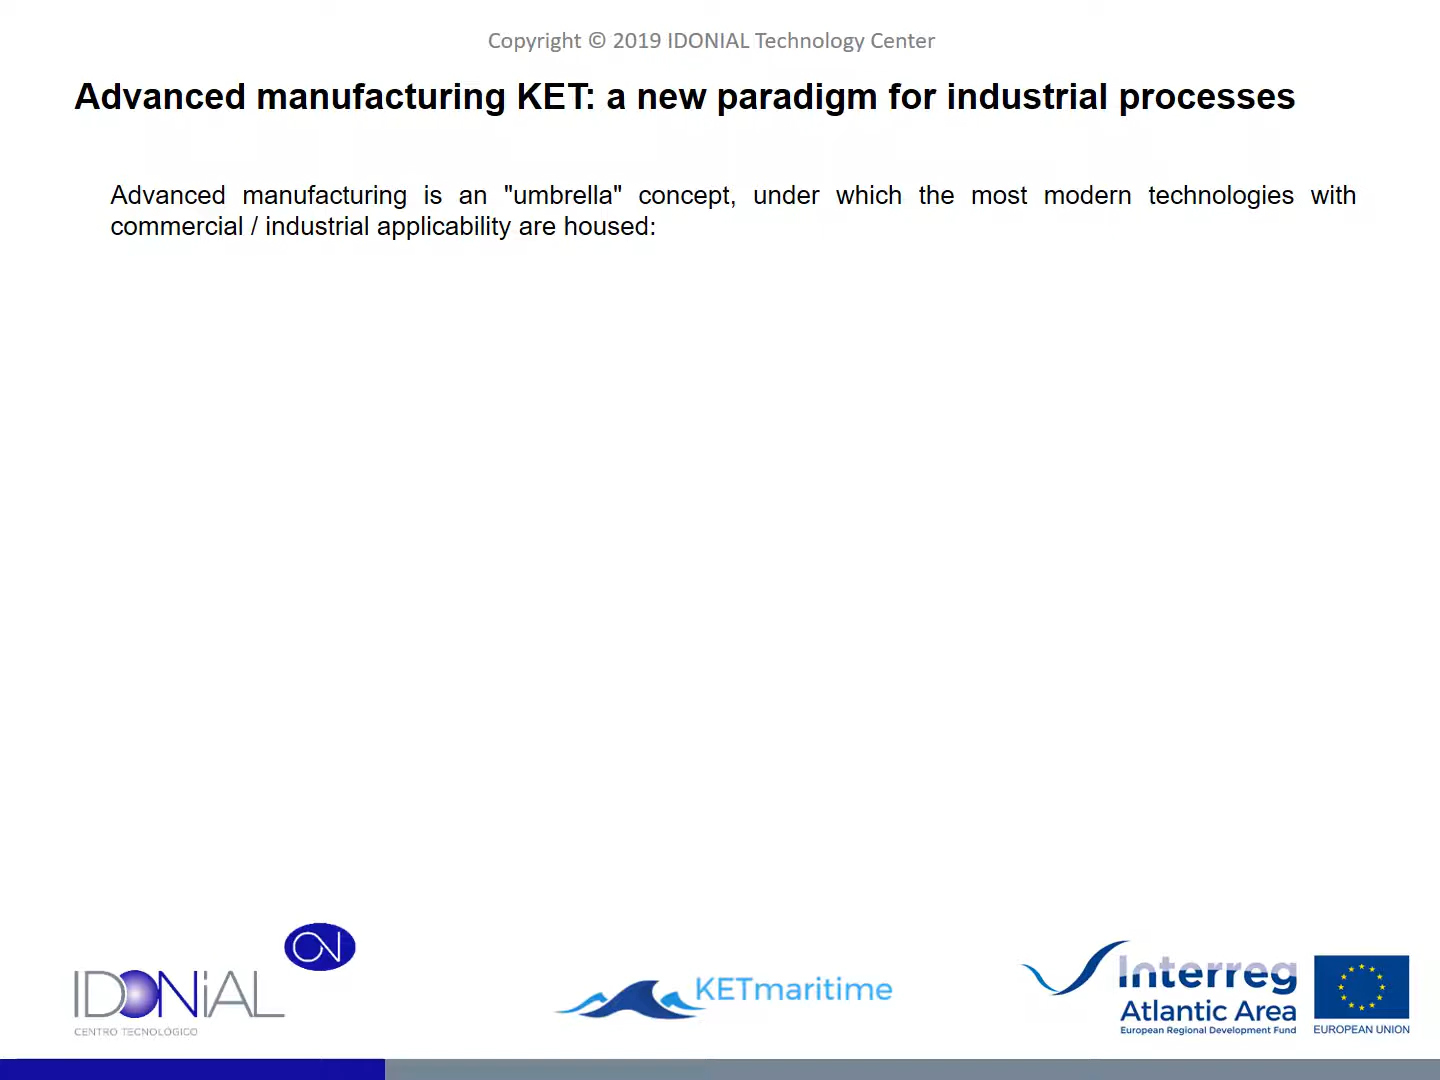 Copyright © 2019 IDONIAL Technology Center
Advanced manufacturing KET: a new paradigm for industrial processes
Advanced manufacturing is an "umbrella" concept, under which the most modern technologies with
commercial / industrial applicability are housed:
IDONiAL
CENTRO TECNOLÓGICO
KETmaritime
Interreg
Atlantic Area
European Regional Development Fund
EUROPEAN UNION